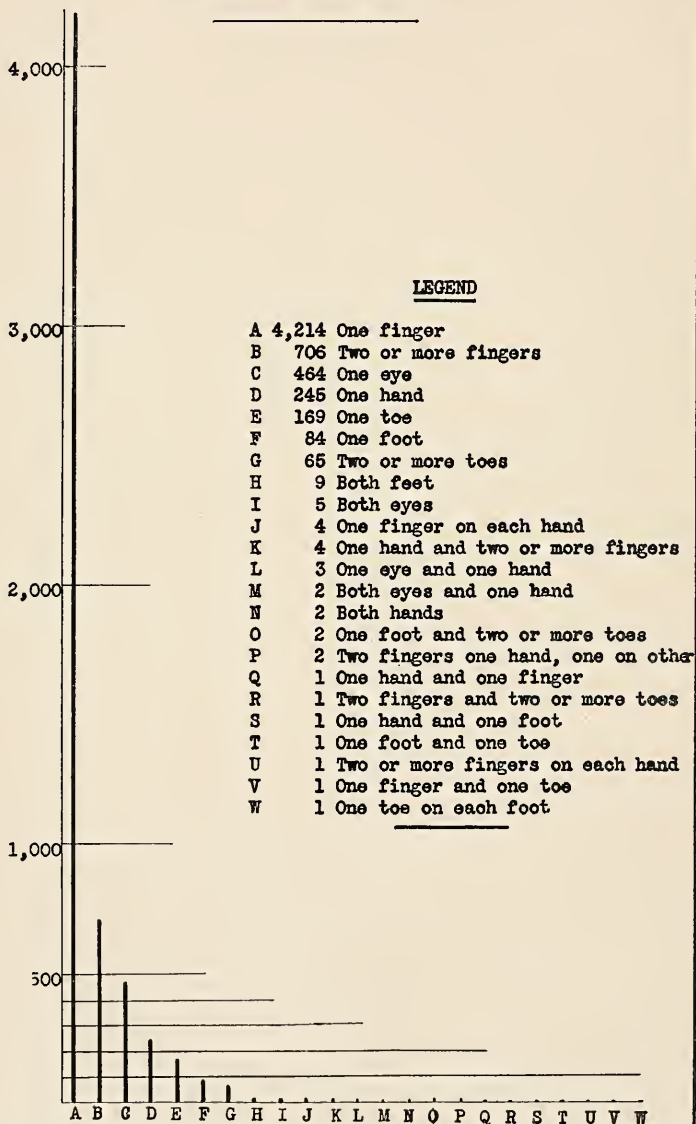 4,000
LEGEND
3,000
A 4,214 One finger
B 706 Two or more fingers
C 464 One eye
D 245 One hand
E 169 One toe
F 84 One foot
G 65 Two or more toes
H 9 Both feet
I 5 Both eyes
J 4 One finger on each hand
K 4 One hand and two or more fingers
L 3 One eye and one hand
2,000
M 2 Both eyes and one hand
N 2 Both hands
O 2 One foot and two or more toes
P 2 Two fingers one hand, one on other
Q 1 One hand and one finger
R 1 Two fingers and two or more toes
S 1 One hand and one foot
T 1 One foot and one toe
U 1 Two or more fingers on each hand
V 1 One finger and one toe
W 1 One toe on each foot
1,000
500
A B C D E F G H I J K L M N O P Q R S T U V W